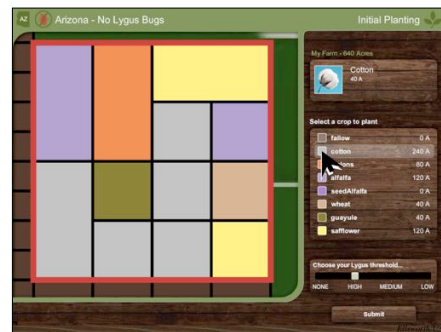 AZ
Arizona - No Lygus Bugs
Initial Planting
My Farm - 640 Acres
Cotton
40 A
Select a crop to plant
fallow 0 A
cotton 240 A
80 A
alfalfa 120 A
seedAlfalfa 0 A
wheat 40 A
guayule 40 A
safflower 120 A
Choose your Lygus threshold...
NONE HIGH MEDIUM LOW
Submit